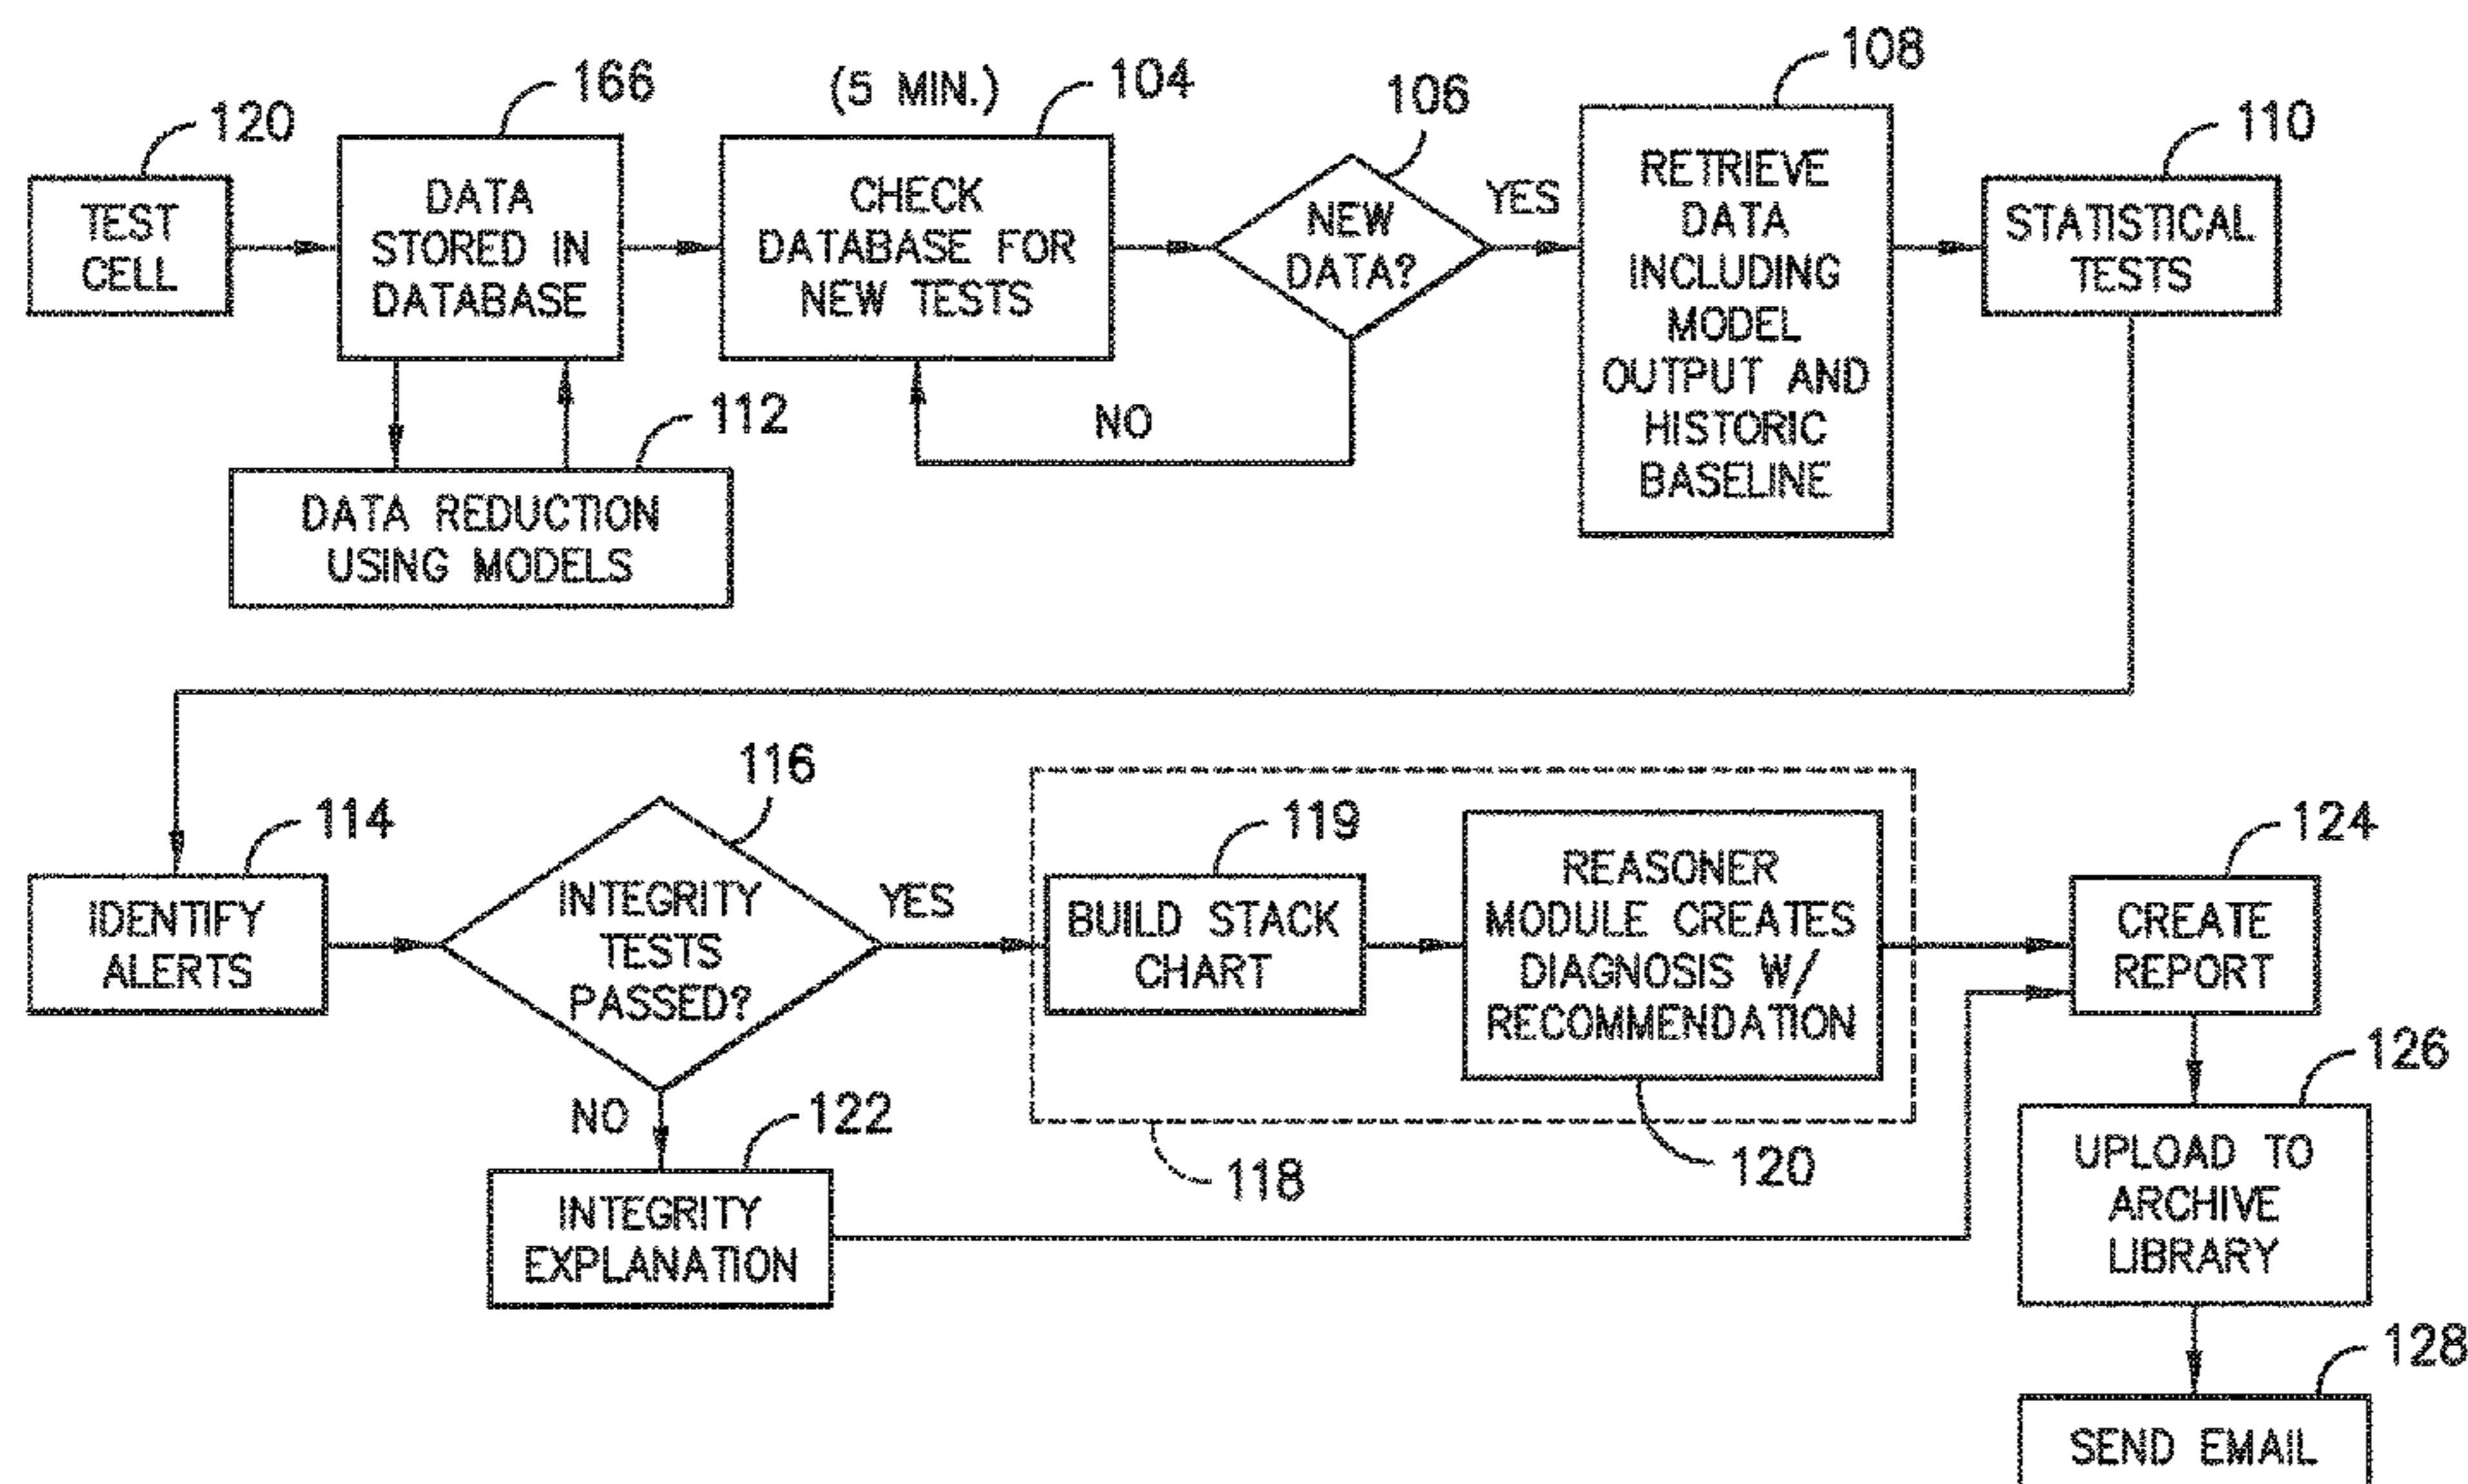 120
TEST
CELL
166
DATA
STORED IN
DATABASE
(5 MIN.)
104
CHECK
DATABASE FOR
NEW TESTS
106
NEW
DATA?
YES
NO
108
RETRIEVE
DATA
INCLUDING
MODEL
OUTPUT AND
HISTORIC
BASELINE
110
STATISTICAL
TESTS
112
DATA REDUCTION
USING MODELS
114
IDENTIFY
ALERTS
116
INTEGRITY
TESTS
PASSED?
YES
NO
122
INTEGRITY
EXPLANATION
119
BUILD STACK
CHART
REASONER
MODULE CREATES
DIAGNOSIS W/
RECOMMENDATION
118
120
124
CREATE
REPORT
126
UPLOAD TO
ARCHIVE
LIBRARY
128
SEND EMAIL